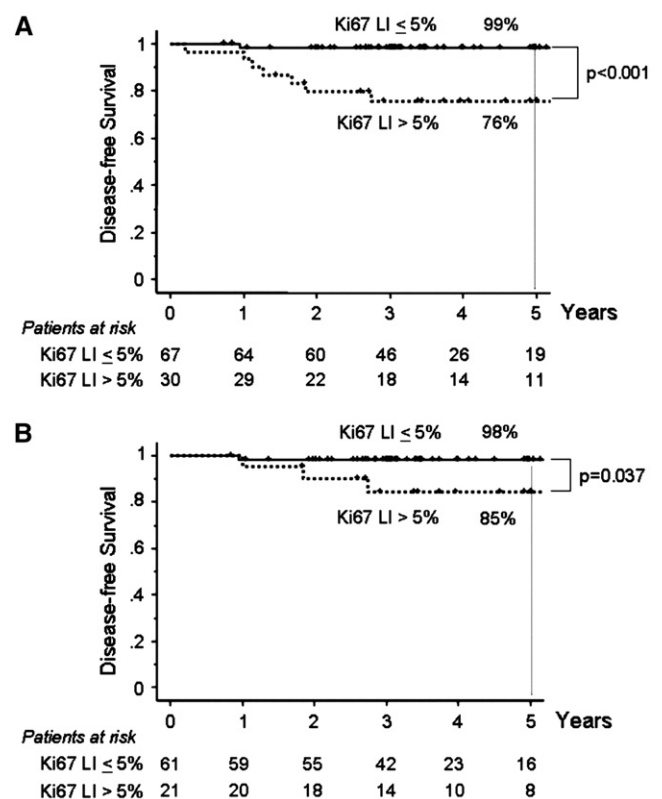 A
Ki67 LI ≤ 5% 99%
Disease-free Survival
1
.8
.6
.4
.2
0
p<0.001
Ki67 LI > 5% 76%
0 1 2 3 4 5 Years
Patients at risk
Ki67 LI ≤ 5% 67 64 60 46 26 19
Ki67 LI > 5% 30 29 22 18 14 11
B
Ki67 LI ≤ 5% 98%
Disease-free Survival
1
.8
.6
.4
.2
0
p=0.037
Ki67 LI > 5% 85%
0 1 2 3 4 5 Years
Patients at risk
Ki67 LI ≤ 5% 61 59 55 42 23 16
Ki67 LI > 5% 21 20 18 14 10 8